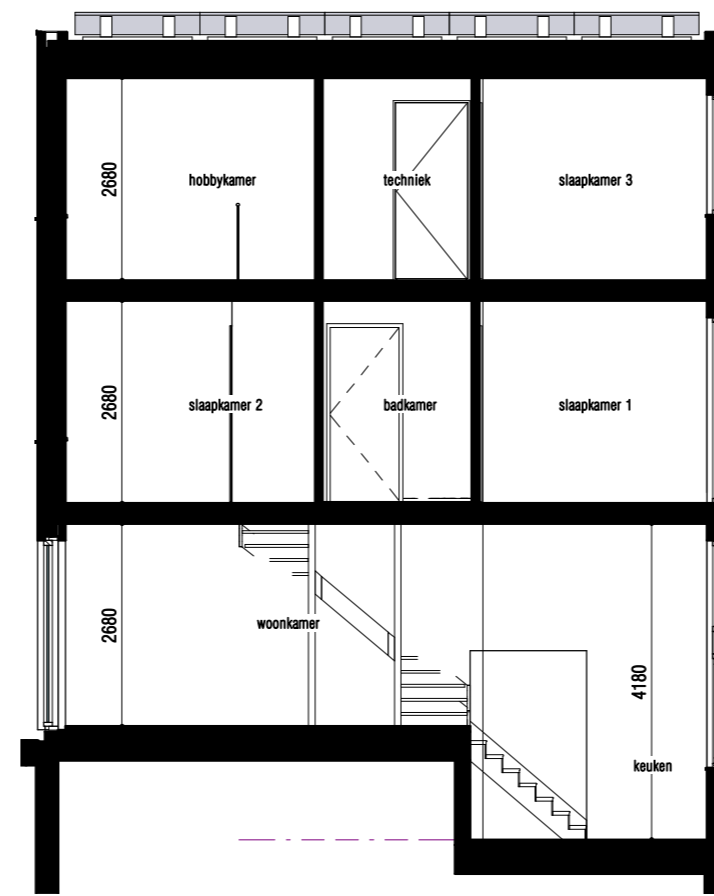 2680
hobbykamer
techniek
slaapkamer 3
2680
slaapkamer 2
badkamer
slaapkamer 1
2680
woonkamer
4180
keuken